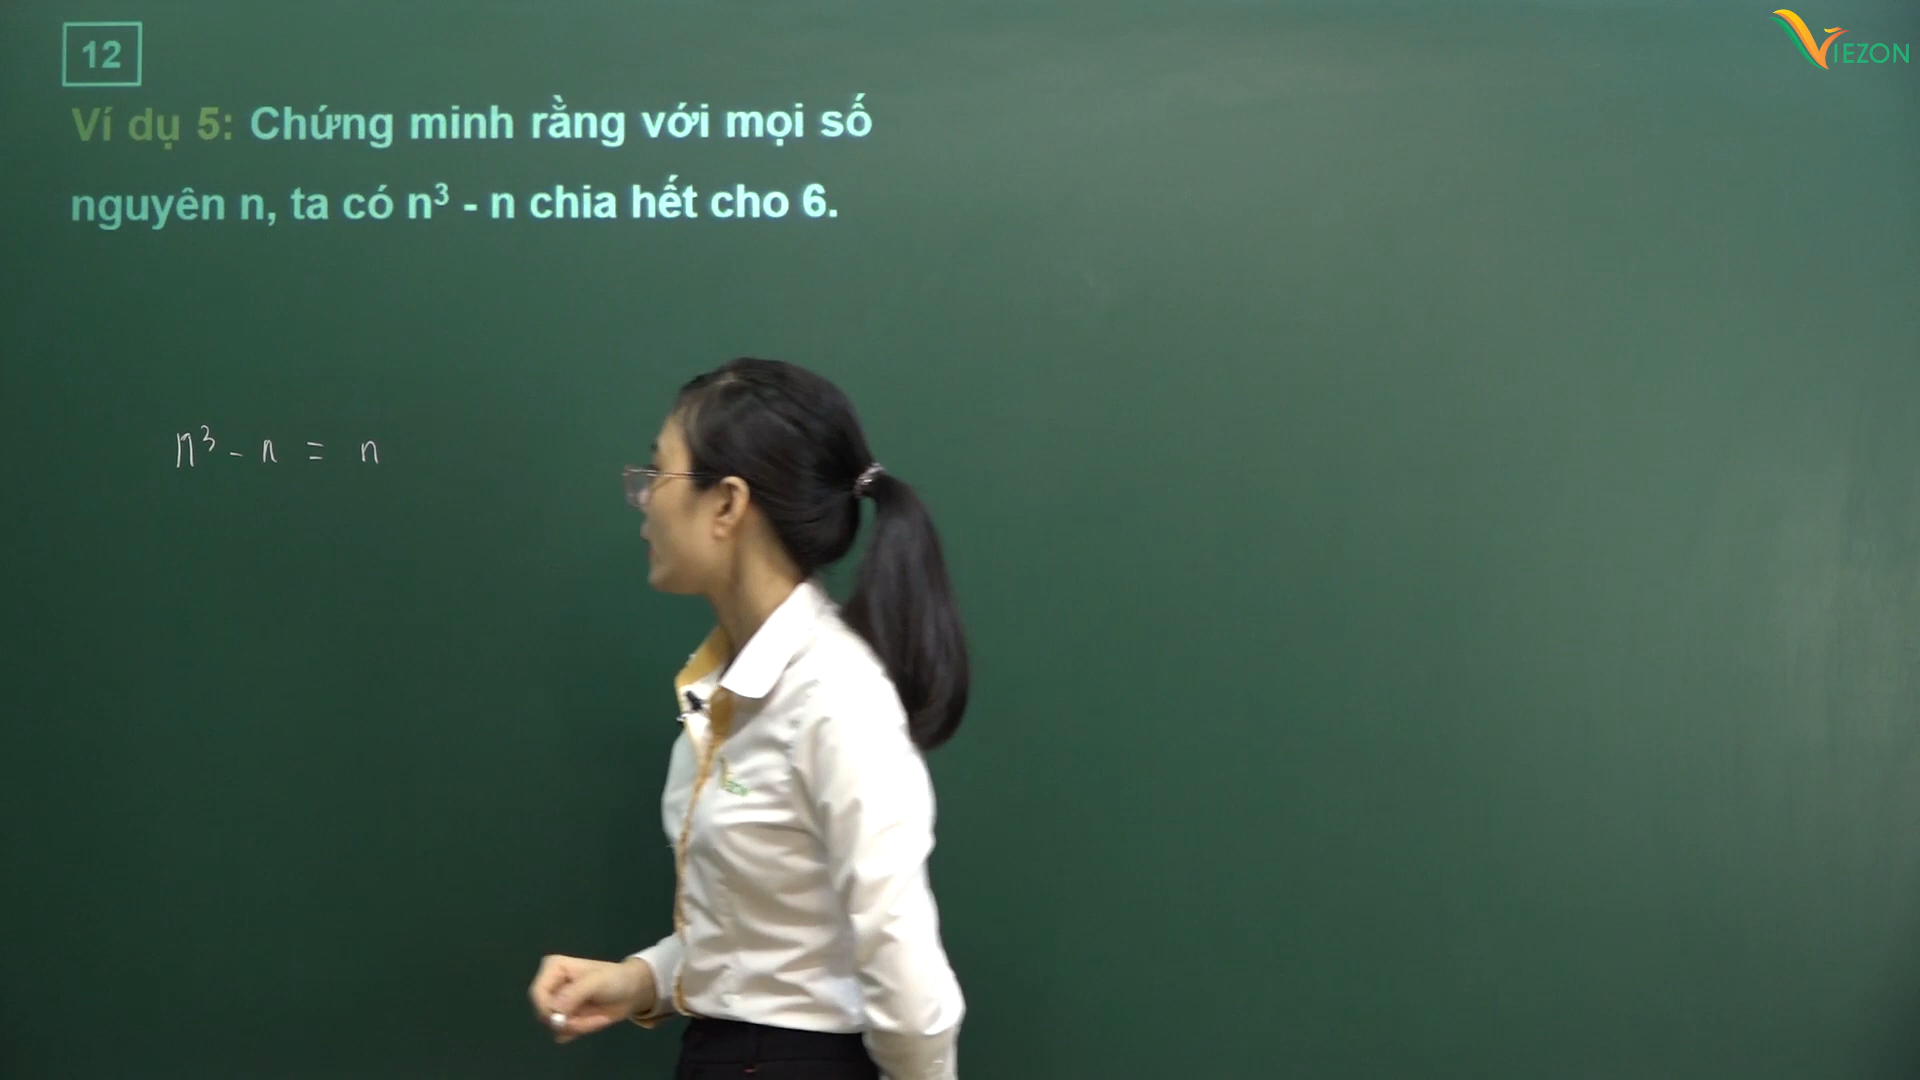 12
VIEZON
Ví dụ 5: Chứng minh rằng với mọi số
nguyên n, ta có n³ - n chia hết cho 6.
n³ - n = n